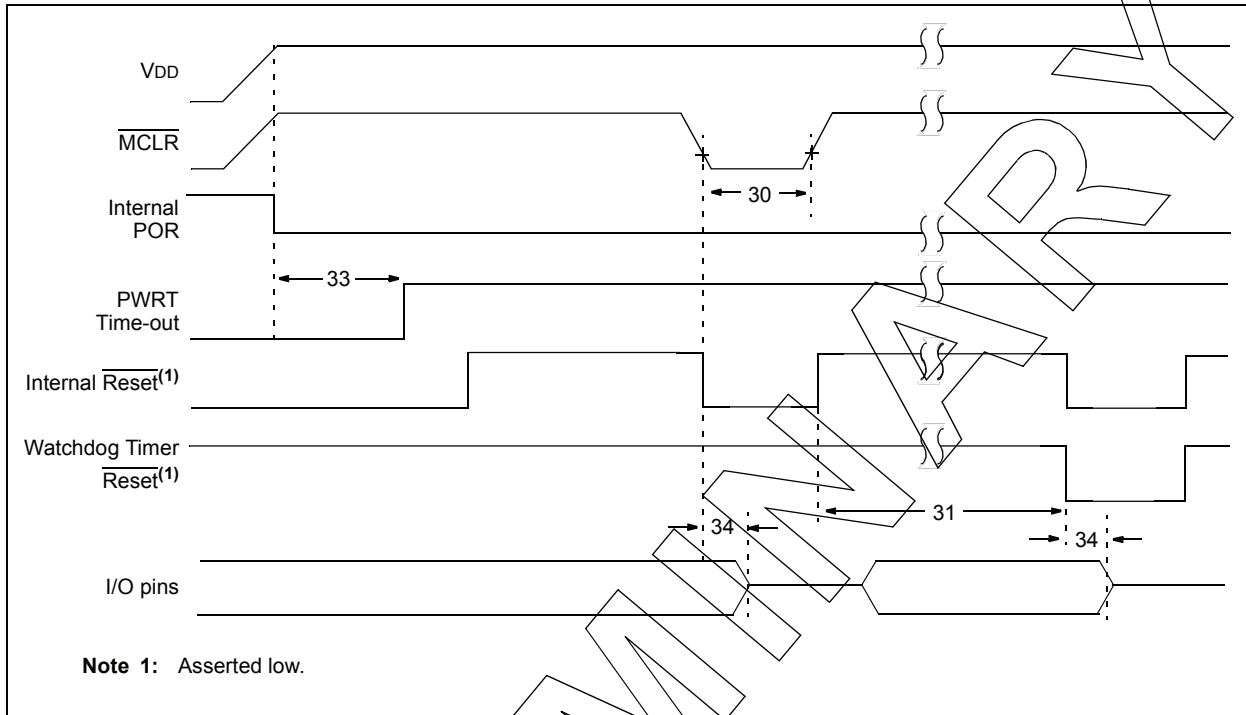 VDD
MCLR
30
Internal
POR
33
PWRT
Time-out
Internal Reset(1)
Watchdog Timer
Reset(1)
31
34
34
I/O pins
Note 1: Asserted low.